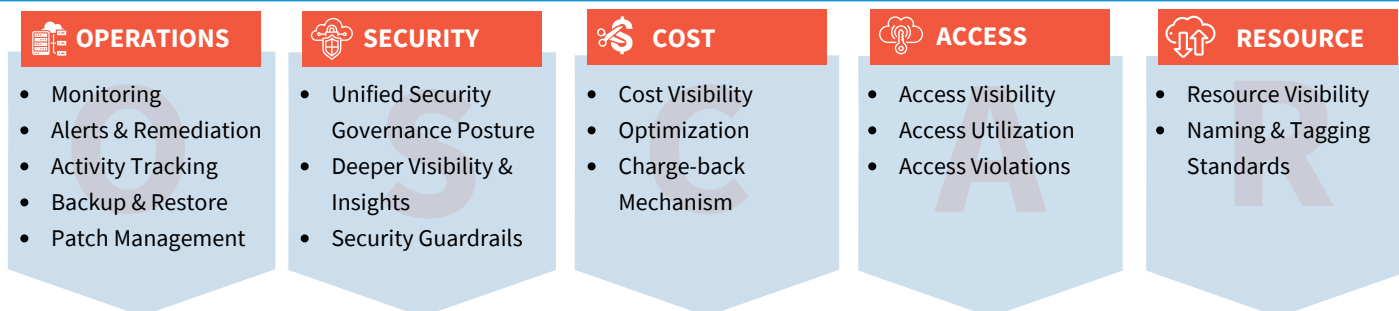 OPERATIONS
O
• Monitoring
• Alerts & Remediation
• Activity Tracking
• Backup & Restore
• Patch Management
SECURITY
S
• Unified Security
Governance Posture
• Deeper Visibility &
Insights
• Security Guardrails
COST
C
• Cost Visibility
• Optimization
• Charge-back
Mechanism
ACCESS
A
• Access Visibility
• Access Utilization
• Access Violations
RESOURCE
R
• Resource Visibility
• Naming & Tagging
Standards